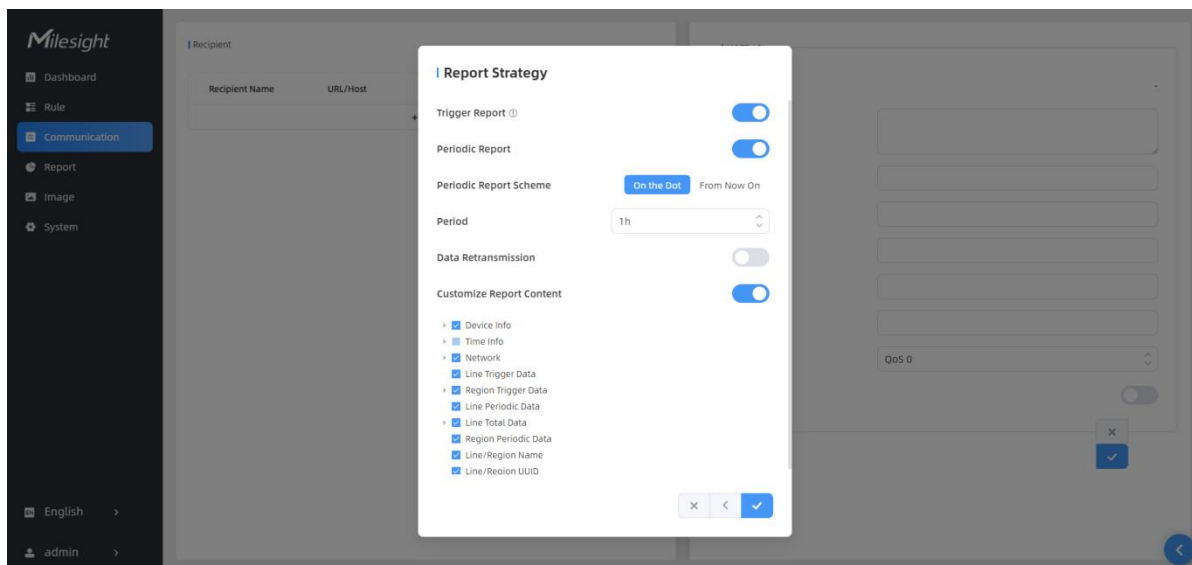 Milesight
Dashboard
Rule
Communication
Report
Image
System
English
admin
Recipient
Recipient Name URL/Host
Report Strategy
Trigger Report
Periodic Report
Periodic Report Scheme On the Dot From Now On
Period 1h
Data Retransmission
Customize Report Content
Device Info
Time Info
Network
Line Trigger Data
Region Trigger Data
Line Periodic Data
Line Total Data
Region Periodic Data
Line/Region Name
Line/Region UUID
QoS 0